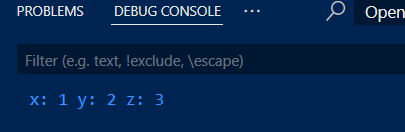 PROBLEMS DEBUG CONSOLE ... Open
Filter (e.g. text, !exclude, \escape)
x: 1 y: 2 z: 3